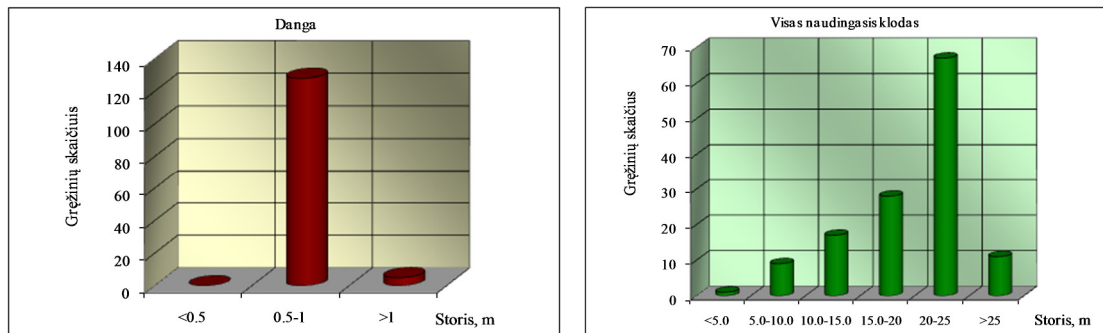 Danga
Gręžinių skaičiuis
140
120
100
80
60
40
20
0
<0.5 0.5-1 >1 Storis, m
Visas naudingasis klodas
Gręžinių skaičius
70
60
50
40
30
20
10
0
<5.0 5.0-10.0 10.0-15.0 15.0-20 20-25 >25 Storis, m